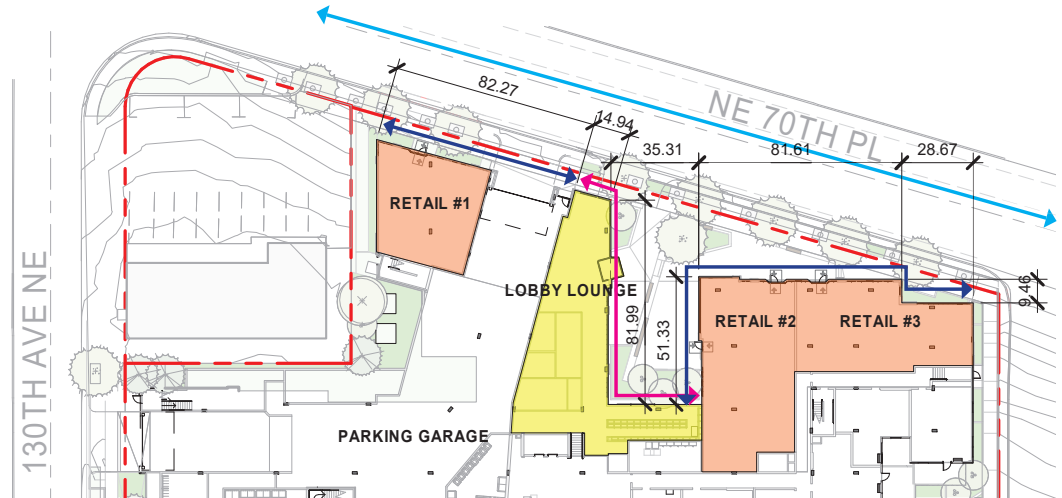 82.27
14.94
NE 70TH PL
35.31
81.61
28.67
RETAIL #1
LOBBY LOUNGE
9.46
81.99
51.33
RETAIL #2
RETAIL #3
130TH AVE NE
PARKING GARAGE